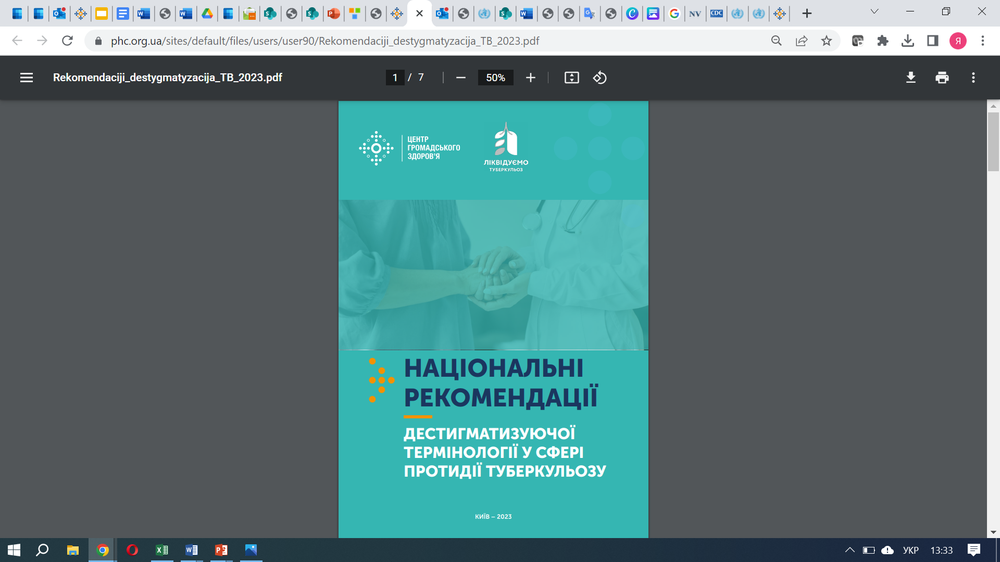 NV
CDC
phc.org.ua/sites/default/files/users/user90/Rekomendaciji_destygmatyzacija_TB_2023.pdf
Я
Rekomendaciji_destygmatyzacija_TB_2023.pdf
1 / 7
50%
ЦЕНТР
ГРОМАДСЬКОГО
ЗДОРОВ'Я
ЛІКВІДУЄМО
ТУБЕРКУЛЬОЗ
НАЦІОНАЛЬНІ
РЕКОМЕНДАЦІЇ
ДЕСТИГМАТИЗУЮЧОЇ
ТЕРМІНОЛОГІЇ У СФЕРІ
ПРОТИДІЇ ТУБЕРКУЛЬОЗУ
КИЇВ – 2023
УКР
13:33